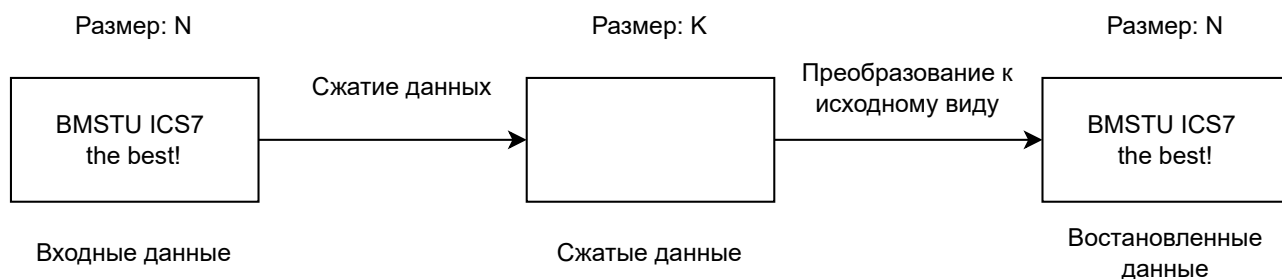 Размер: N
Размер: K
Размер: N
Сжатие данных
Преобразование к
исходному виду
BMSTU ICS7
the best!
BMSTU ICS7
the best!
Входные данные
Сжатые данные
Востановленные
данные